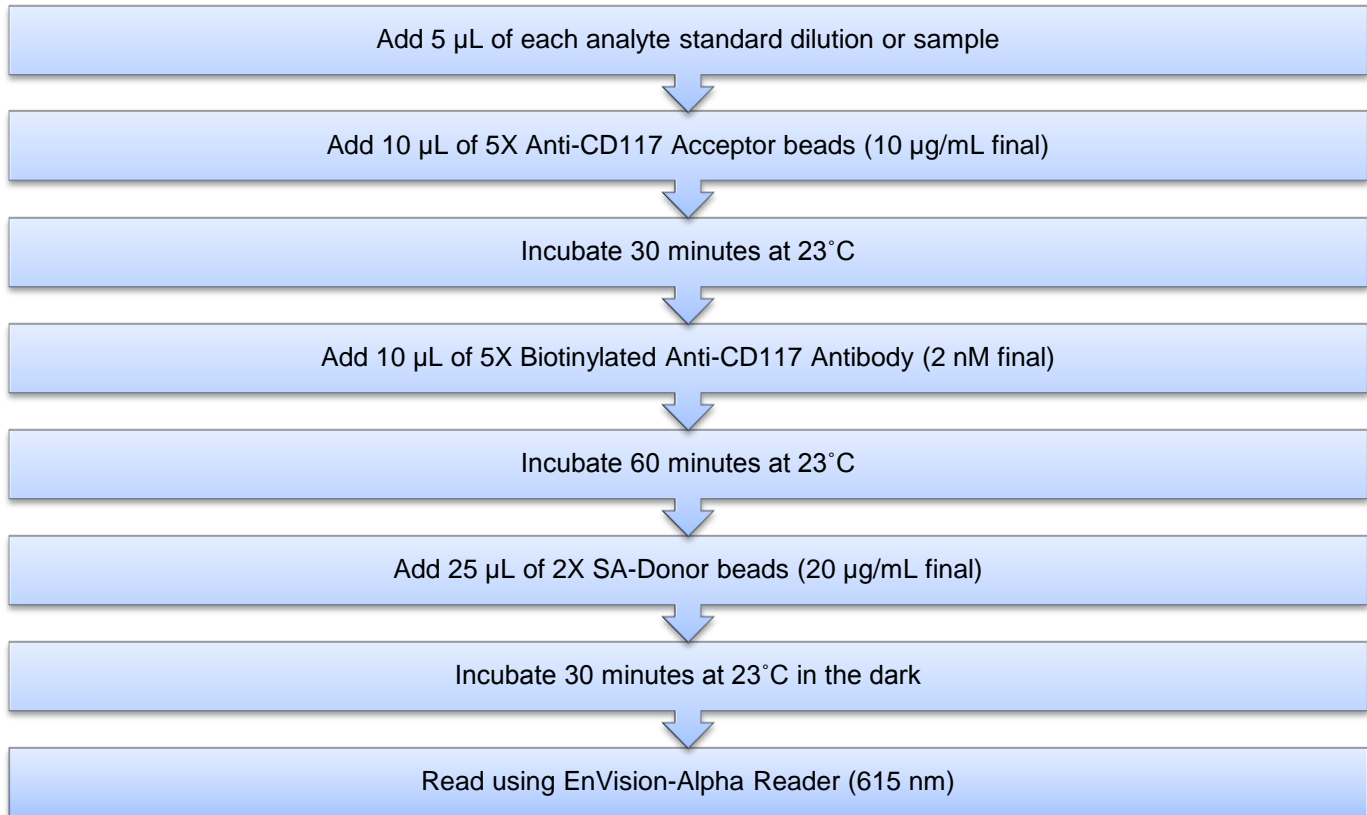 Add 5 µL of each analyte standard dilution or sample
Add 10 µL of 5X Anti-CD117 Acceptor beads (10 µg/mL final)
Incubate 30 minutes at 23˚C
Add 10 µL of 5X Biotinylated Anti-CD117 Antibody (2 nM final)
Incubate 60 minutes at 23˚C
Add 25 µL of 2X SA-Donor beads (20 µg/mL final)
Incubate 30 minutes at 23˚C in the dark
Read using EnVision-Alpha Reader (615 nm)